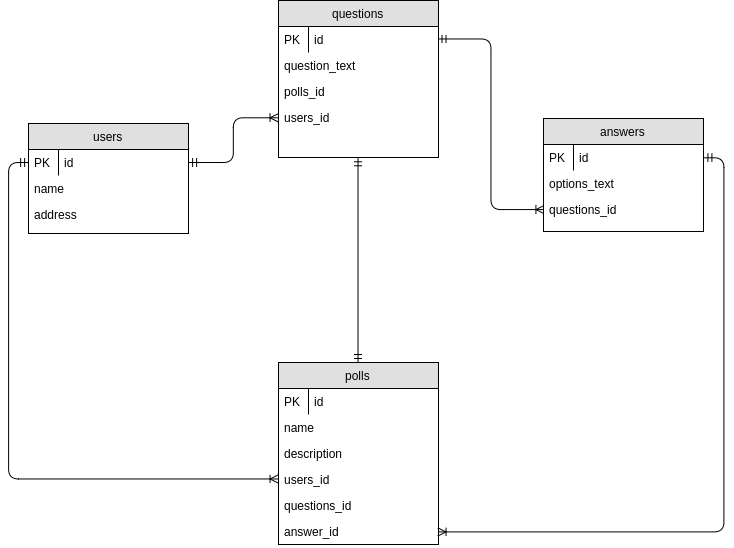 questions
PK id
question_text
polls_id
users_id
users
PK id
name
address
answers
PK id
options_text
questions_id
polls
PK id
name
description
users_id
questions_id
answer_id